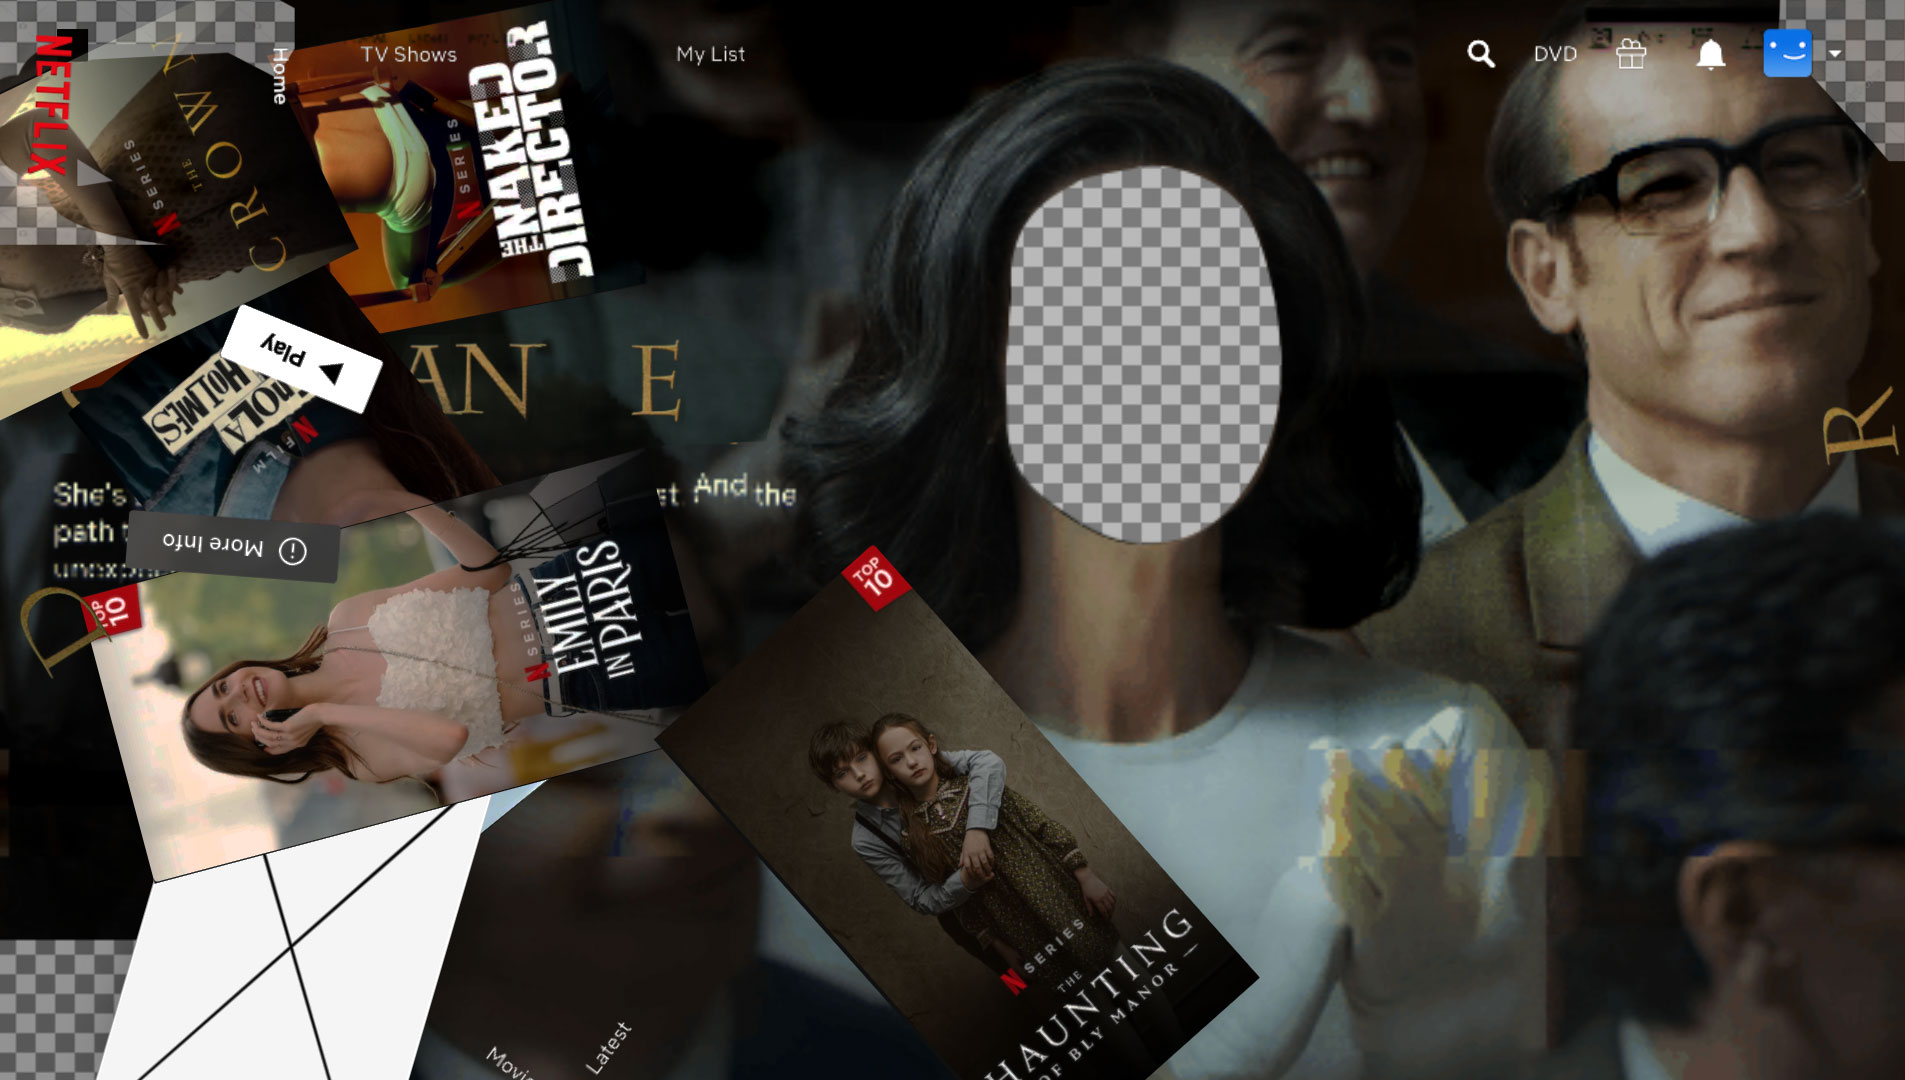 NETFLIX
Home
TV Shows
My List
DVD
N SERIES
THE
CROWN
N SERIES
THE NAKED
DIRECTOR
Play
HOLMES
N FILM
AN E
R
D
She's
st. And the
path
More Info
TOP
10
N SERIES
EMILY
IN PARIS
TOP
10
N SERIES
THE
HAUNTING
OF BLY MANOR
Latest